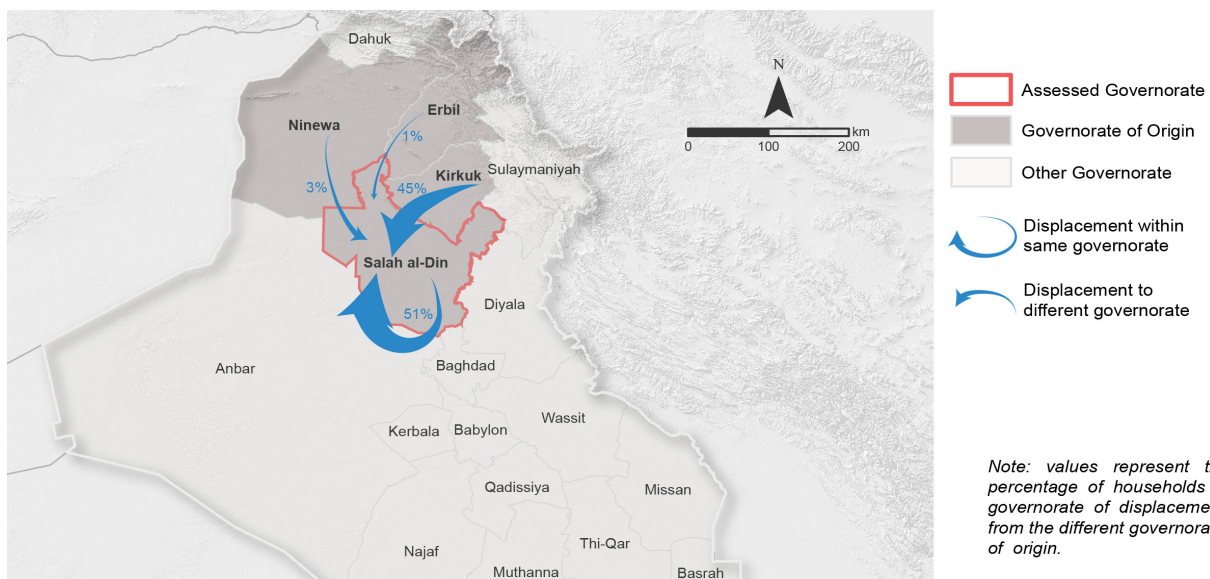 Dahuk
N
Erbil
Ninewa
1%
km
0
100
200
Sulaymaniyah
Kirkuk
3%
45%
Salah al-Din
Diyala
51%
Anbar
Baghdad
Wassit
Kerbala
Babylon
Qadissiya
Missan
Najaf
Thi-Qar
Muthanna
Basrah
Assessed Governorate
Governorate of Origin
Other Governorate
Displacement within
same governorate
Displacement to
different governorate
Note: values represent
percentage of households
governorate of
from the different
of origin.